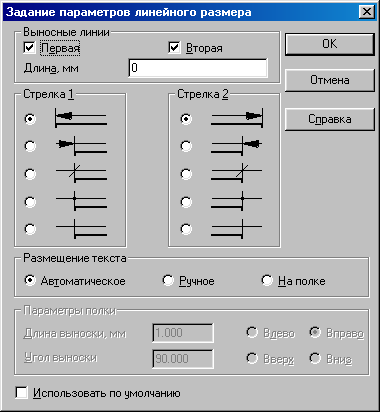 Задание параметров линейного размера
Выносные линии
Первая Вторая
Длина, мм 0
OK
Отмена
Справка
Стрелка 1
Стрелка 2
Размещение текста
Автоматическое Ручное На полке
Параметры полки
Длина выноски, мм 1.000 Влево Вправо
Угол выноски 90.000 Вверх Вниз
Использовать по умолчанию